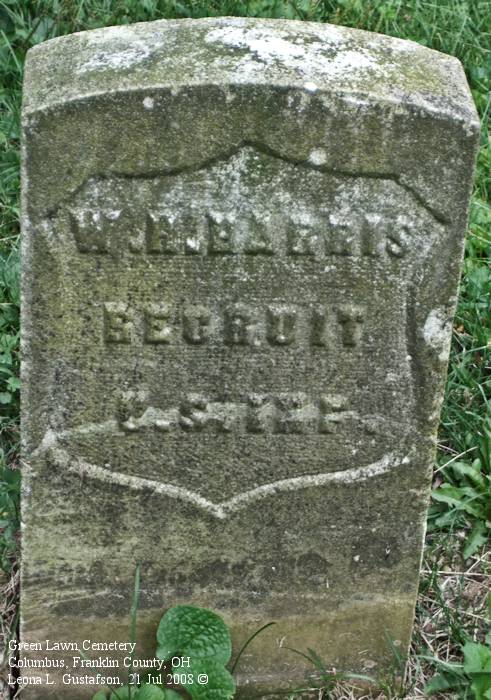 W.H.HARRIS
RECRUIT
U.S.INF.
Green Lawn Cemetery
Columbus, Franklin County, OH
Leona L. Gustafson, 21 Jul 2008 ©